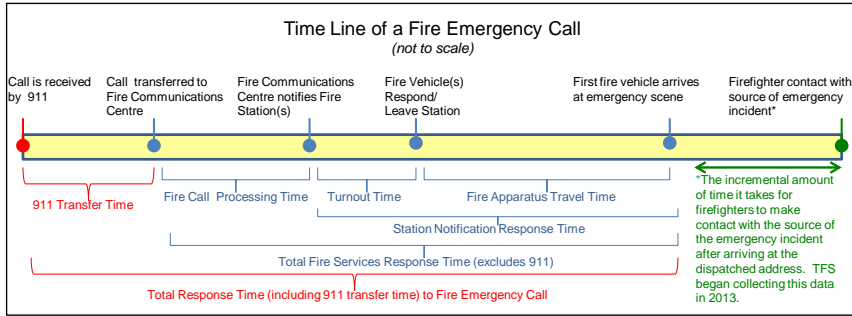 Time Line of a Fire Emergency Call
(not to scale)
Call is received
by 911
Call transferred to
Fire Communications
Centre
Fire Communications
Centre notifies Fire
Station(s)
Fire Vehicle(s)
Respond/
Leave Station
First fire vehicle arrives
at emergency scene
Firefighter contact with
source of emergency
incident*
911 Transfer Time
Fire Call Processing Time
Turnout Time
Fire Apparatus Travel Time
Station Notification Response Time
Total Fire Services Response Time (excludes 911)
Total Response Time (including 911 transfer time) to Fire Emergency Call
*The incremental amount
of time it takes for
firefighters to make
contact with the source of
the emergency incident
after arriving at the
dispatched address. TFS
began collecting this data
in 2013.